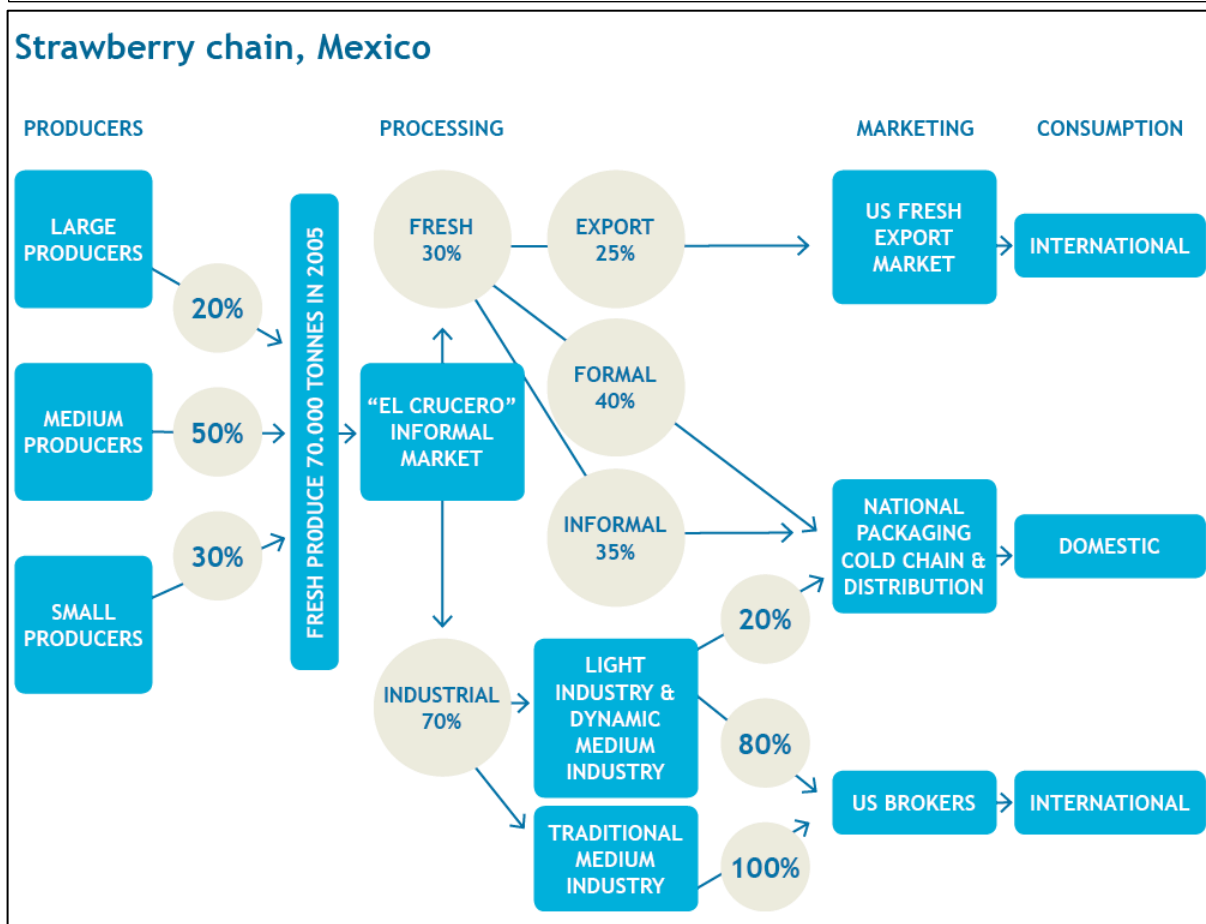 Strawberry chain, Mexico
PRODUCERS
PROCESSING
MARKETING
CONSUMPTION
LARGE
PRODUCERS
20%
MEDIUM
PRODUCERS
50%
SMALL
PRODUCERS
30%
FRESH PRODUCE 70.000 TONNES IN 2005
"EL CRUCERO"
INFORMAL
MARKET
FRESH
30%
EXPORT
25%
FORMAL
40%
INFORMAL
35%
INDUSTRIAL
70%
LIGHT
INDUSTRY &
DYNAMIC
MEDIUM
INDUSTRY
TRADITIONAL
MEDIUM
INDUSTRY
20%
80%
100%
US FRESH
EXPORT
MARKET
INTERNATIONAL
NATIONAL
PACKAGING
COLD CHAIN &
DISTRIBUTION
DOMESTIC
US BROKERS
INTERNATIONAL